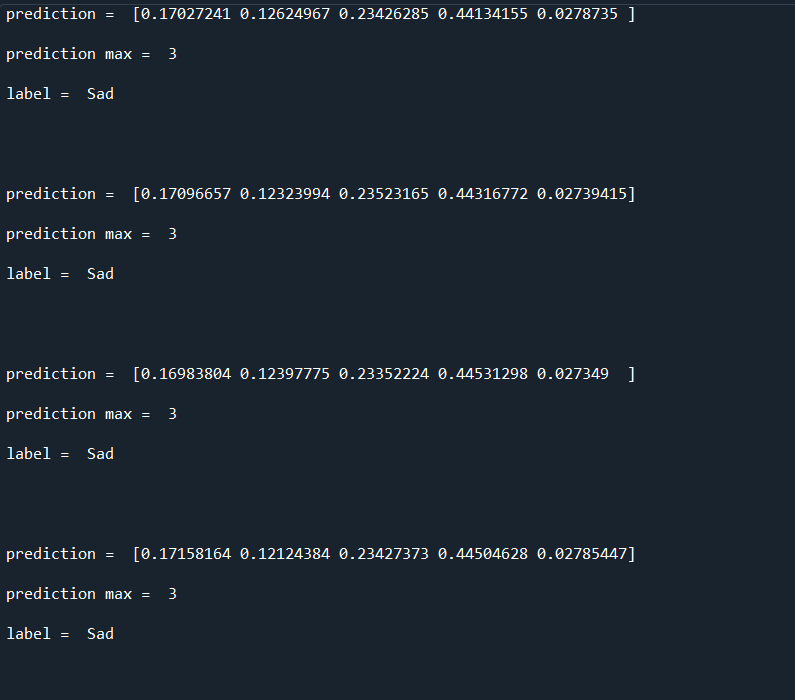 prediction =  [0.17027241 0.12624967 0.23426285 0.44134155 0.0278735 ]
prediction max =  3
label =  Sad
prediction =  [0.17096657 0.12323994 0.23523165 0.44316772 0.02739415]
prediction max =  3
label =  Sad
prediction =  [0.16983804 0.12397775 0.23352224 0.44531298 0.027349  ]
prediction max =  3
label =  Sad
prediction =  [0.17158164 0.12124384 0.23427373 0.44504628 0.02785447]
prediction max =  3
label =  Sad